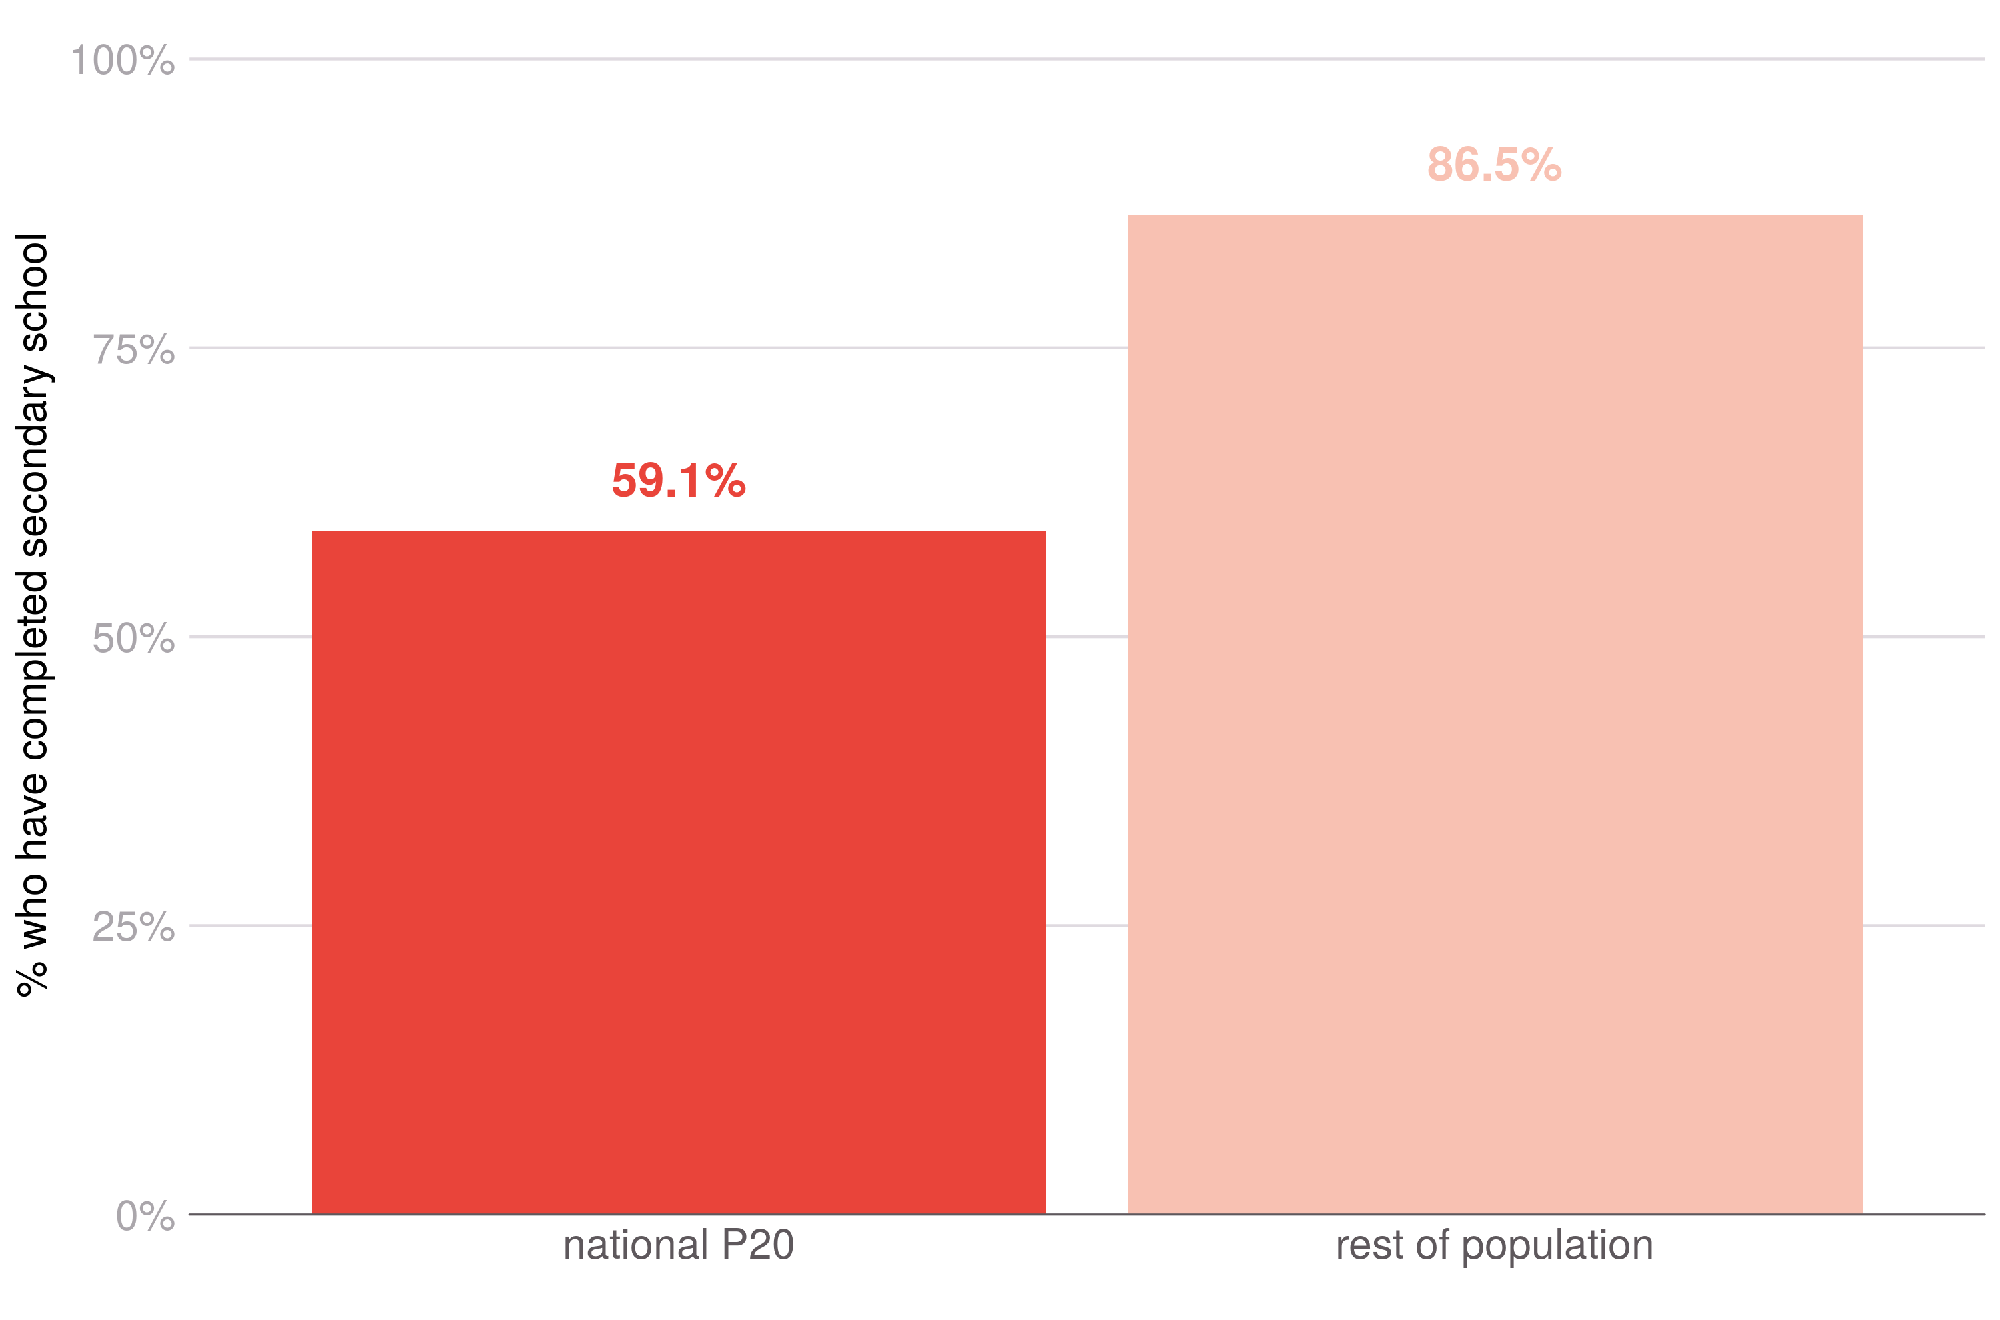 % who have completed secondary school
100%
75%
50%
25%
0%
59.1%
86.5%
national P20
rest of population